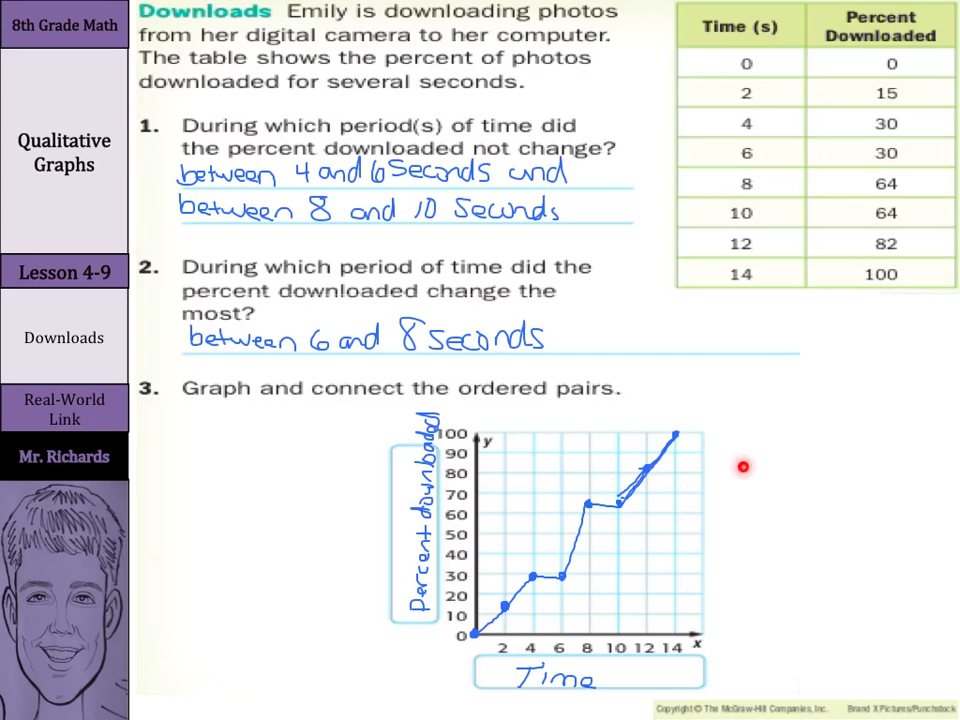 8th Grade Math
Qualitative
Graphs
Lesson 4-9
Downloads
Real-World
Link
Mr. Richards
Downloads Emily is downloading photos
from her digital camera to her computer.
The table shows the percent of photos
downloaded for several seconds.
1. During which period(s) of time did
the percent downloaded not change?
between 4 and 6 seconds and
between 8 and 10 seconds
2. During which period of time did the
percent downloaded change the
most?
between 6 and 8 seconds
3. Graph and connect the ordered pairs.
Time (s) Percent Downloaded
0 0
2 15
4 30
6 30
8 64
10 64
12 82
14 100
Percent downloaded
100 y
90
80
70
60
50
40
30
20
10
0
2 4 6 8 10 12 14 x
Time
Copyright © The McGraw-Hill Companies, Inc. Brand X Pictures/Punchstock